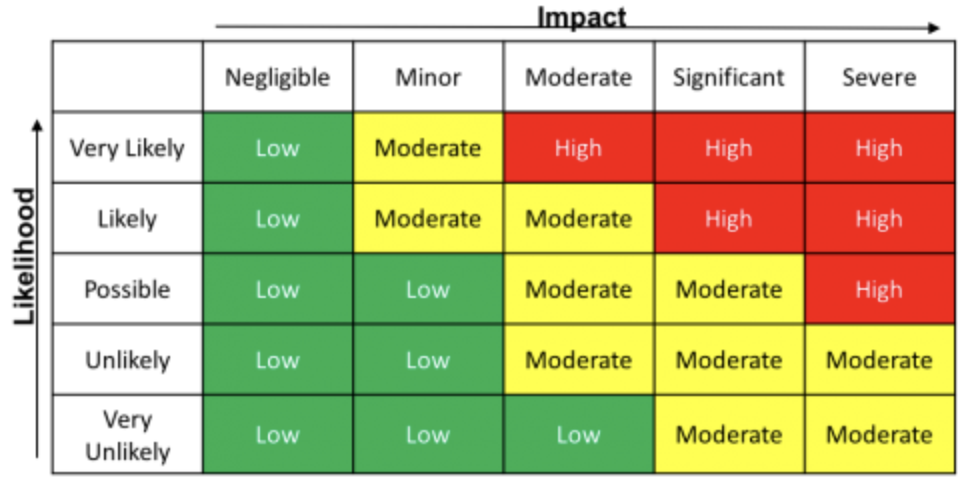 Impact
Negligible Minor Moderate Significant Severe
Very Likely Low Moderate High High High
Likely Low Moderate Moderate High High
Possible Low Low Moderate Moderate High
Unlikely Low Low Moderate Moderate Moderate
Very
Unlikely Low Low Low Moderate Moderate
Likelihood